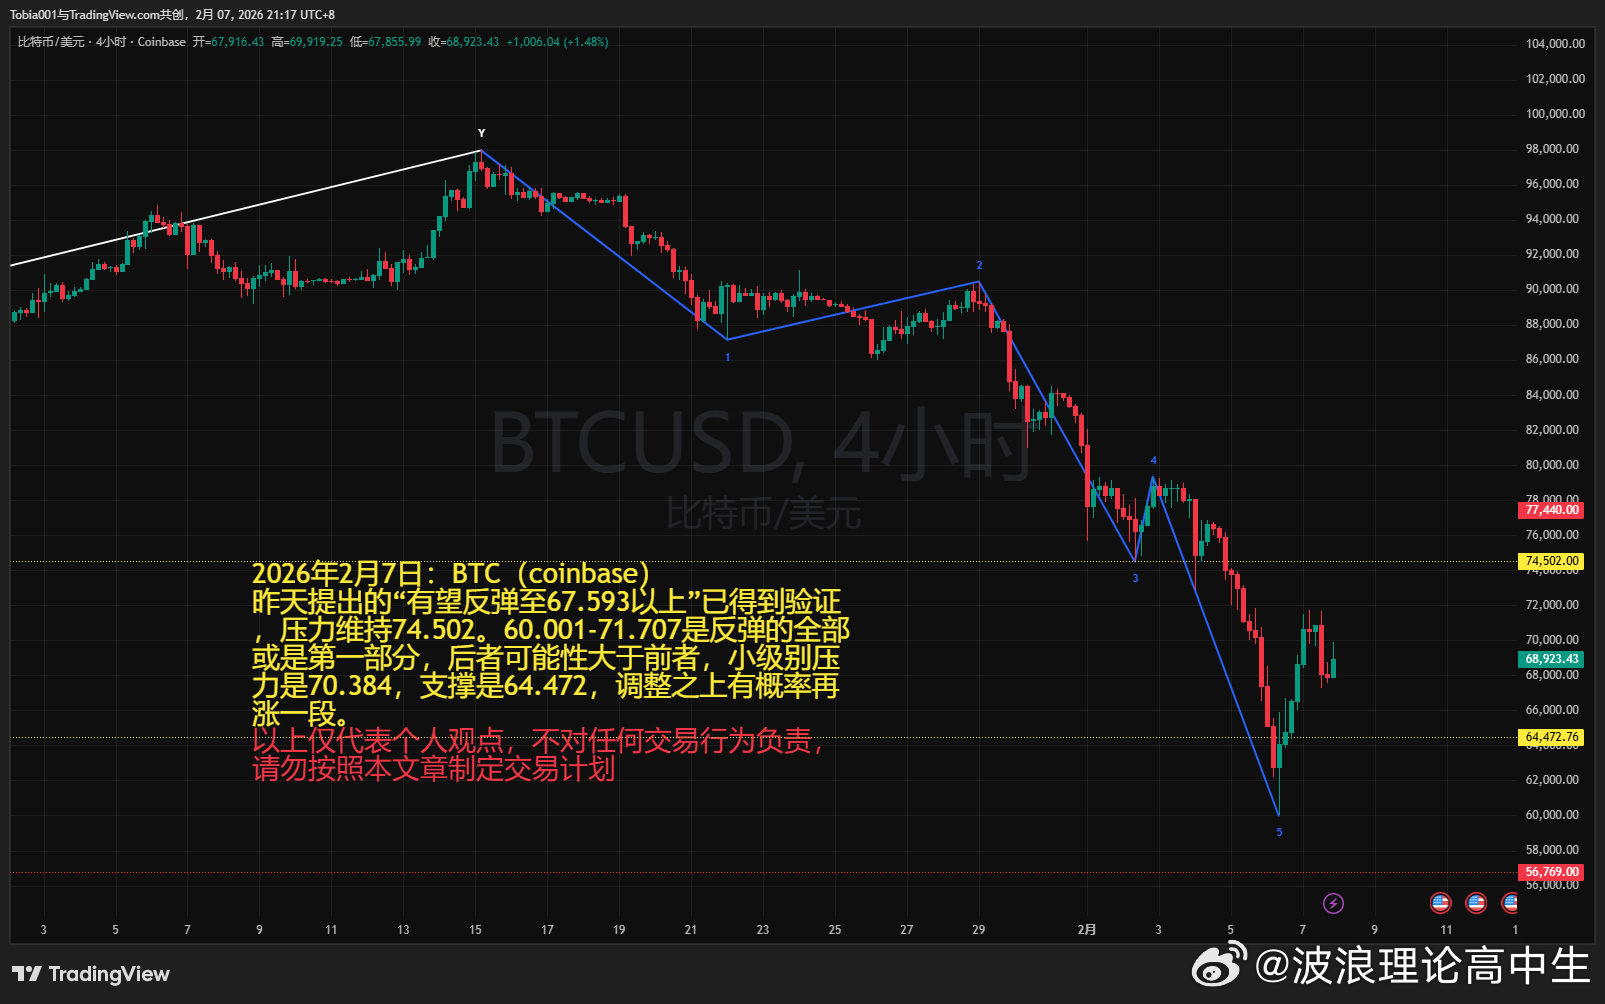 Tobia001与TradingView.com共创，2月 07, 2026 21:17 UTC+8
比特币/美元 · 4小时 · Coinbase 开=67,916.43 高=69,919.25 低=67,855.99 收=68,923.43 +1,006.04 (+1.48%)
104,000.00
102,000.00
100,000.00
98,000.00
96,000.00
94,000.00
92,000.00
90,000.00
88,000.00
86,000.00
84,000.00
82,000.00
80,000.00
78,000.00
77,440.00
76,000.00
74,502.00
74,000.00
72,000.00
70,000.00
68,923.43
68,000.00
66,000.00
64,472.76
64,000.00
62,000.00
60,000.00
58,000.00
56,769.00
56,000.00
Y
1
2
3
4
5
BTCUSD, 4小时
比特币/美元
2026年2月7日：BTC（coinbase）
昨天提出的“有望反弹至67.593以上”已得到验证
，压力维持74.502。60.001-71.707是反弹的全部
或是第一部分，后者可能性大于前者，小级别压
力是70.384，支撑是64.472，调整之上有概率再
涨一段。
以上仅代表个人观点，不对任何交易行为负责，
请勿按照本文章制定交易计划
3 5 7 9 11 13 15 17 19 21 23 25 27 29 2月 3 5 7 9 11 1
TradingView
@波浪理论高中生